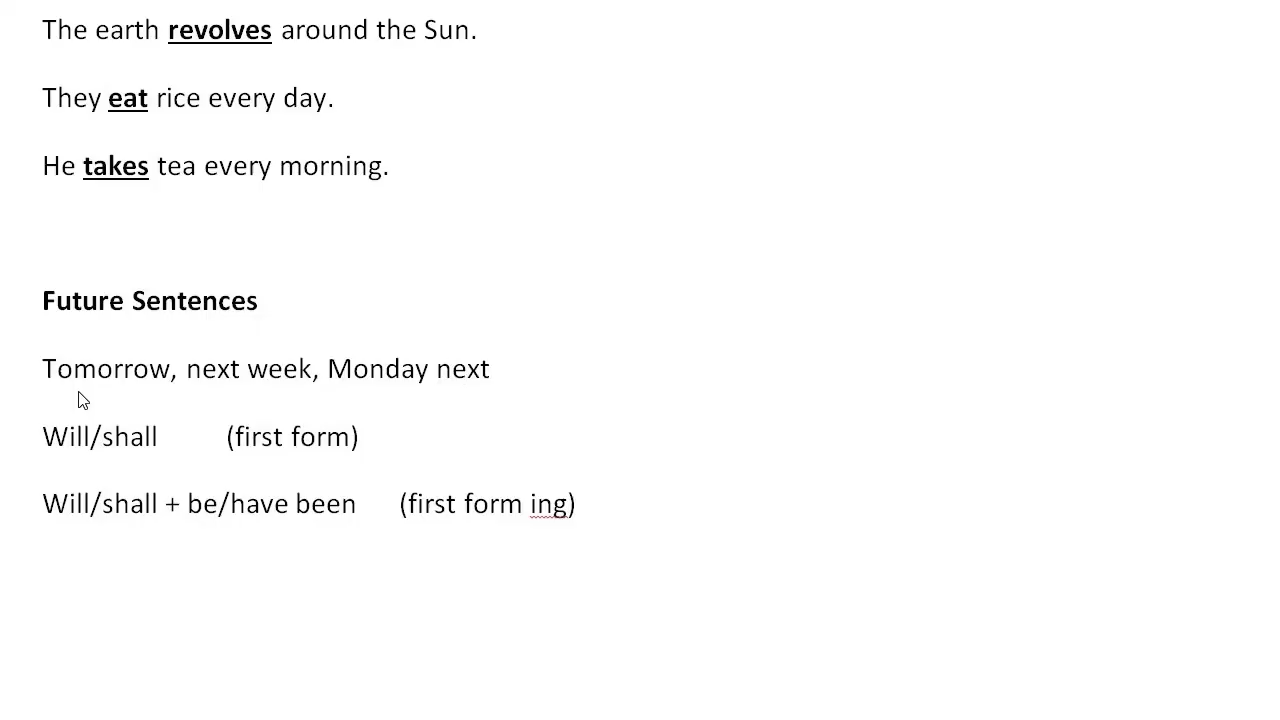 The earth revolves around the Sun.
They eat rice every day.
He takes tea every morning.
Future Sentences
Tomorrow, next week, Monday next
Will/shall (first form)
Will/shall + be/have been (first form ing)